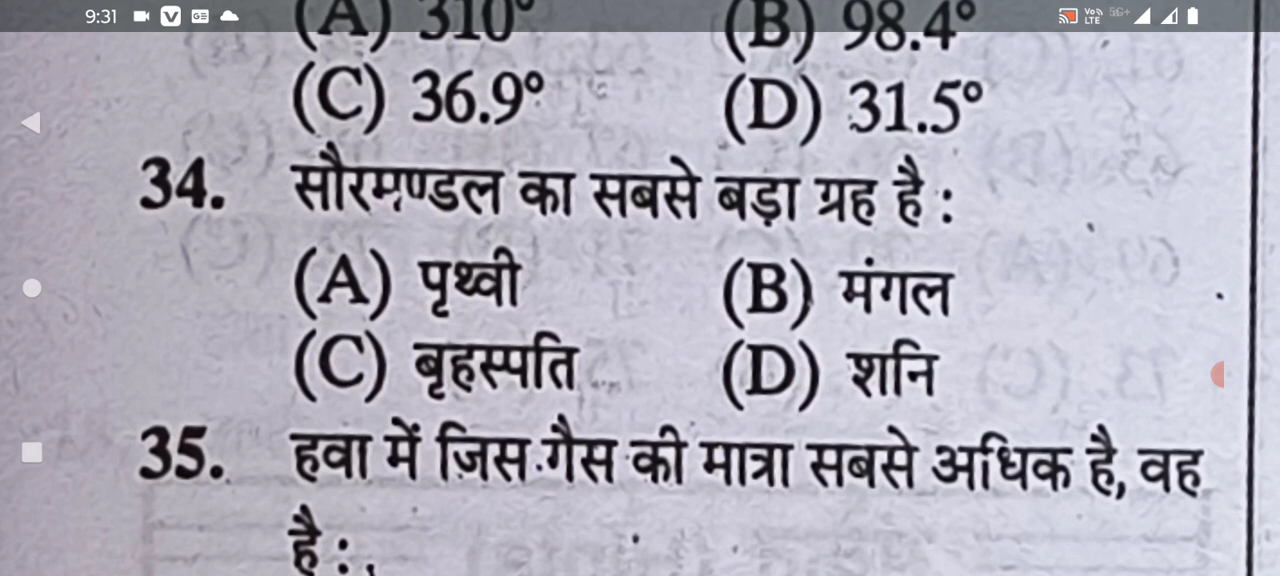 9:31
(A) 310° (B) 98.4°
(C) 36.9° (D) 31.5°
34. सौरमण्डल का सबसे बड़ा ग्रह है :
(A) पृथ्वी (B) मंगल
(C) बृहस्पति (D) शनि
35. हवा में जिस गैस की मात्रा सबसे अधिक है, वह
है :